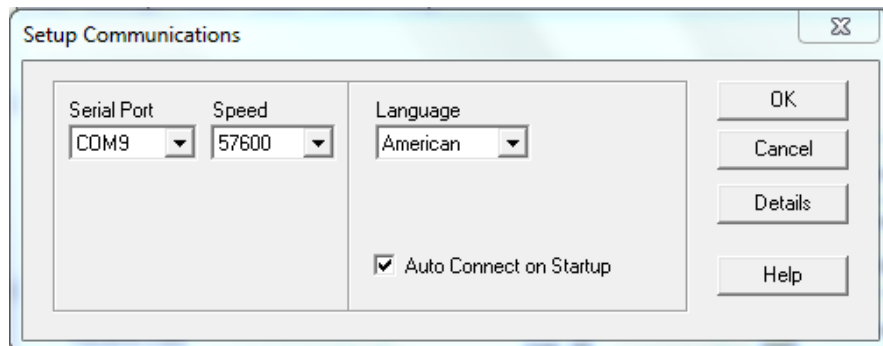 Setup Communications
Serial Port
Speed
Language
COM9
57600
American
Auto Connect on Startup
OK
Cancel
Details
Help